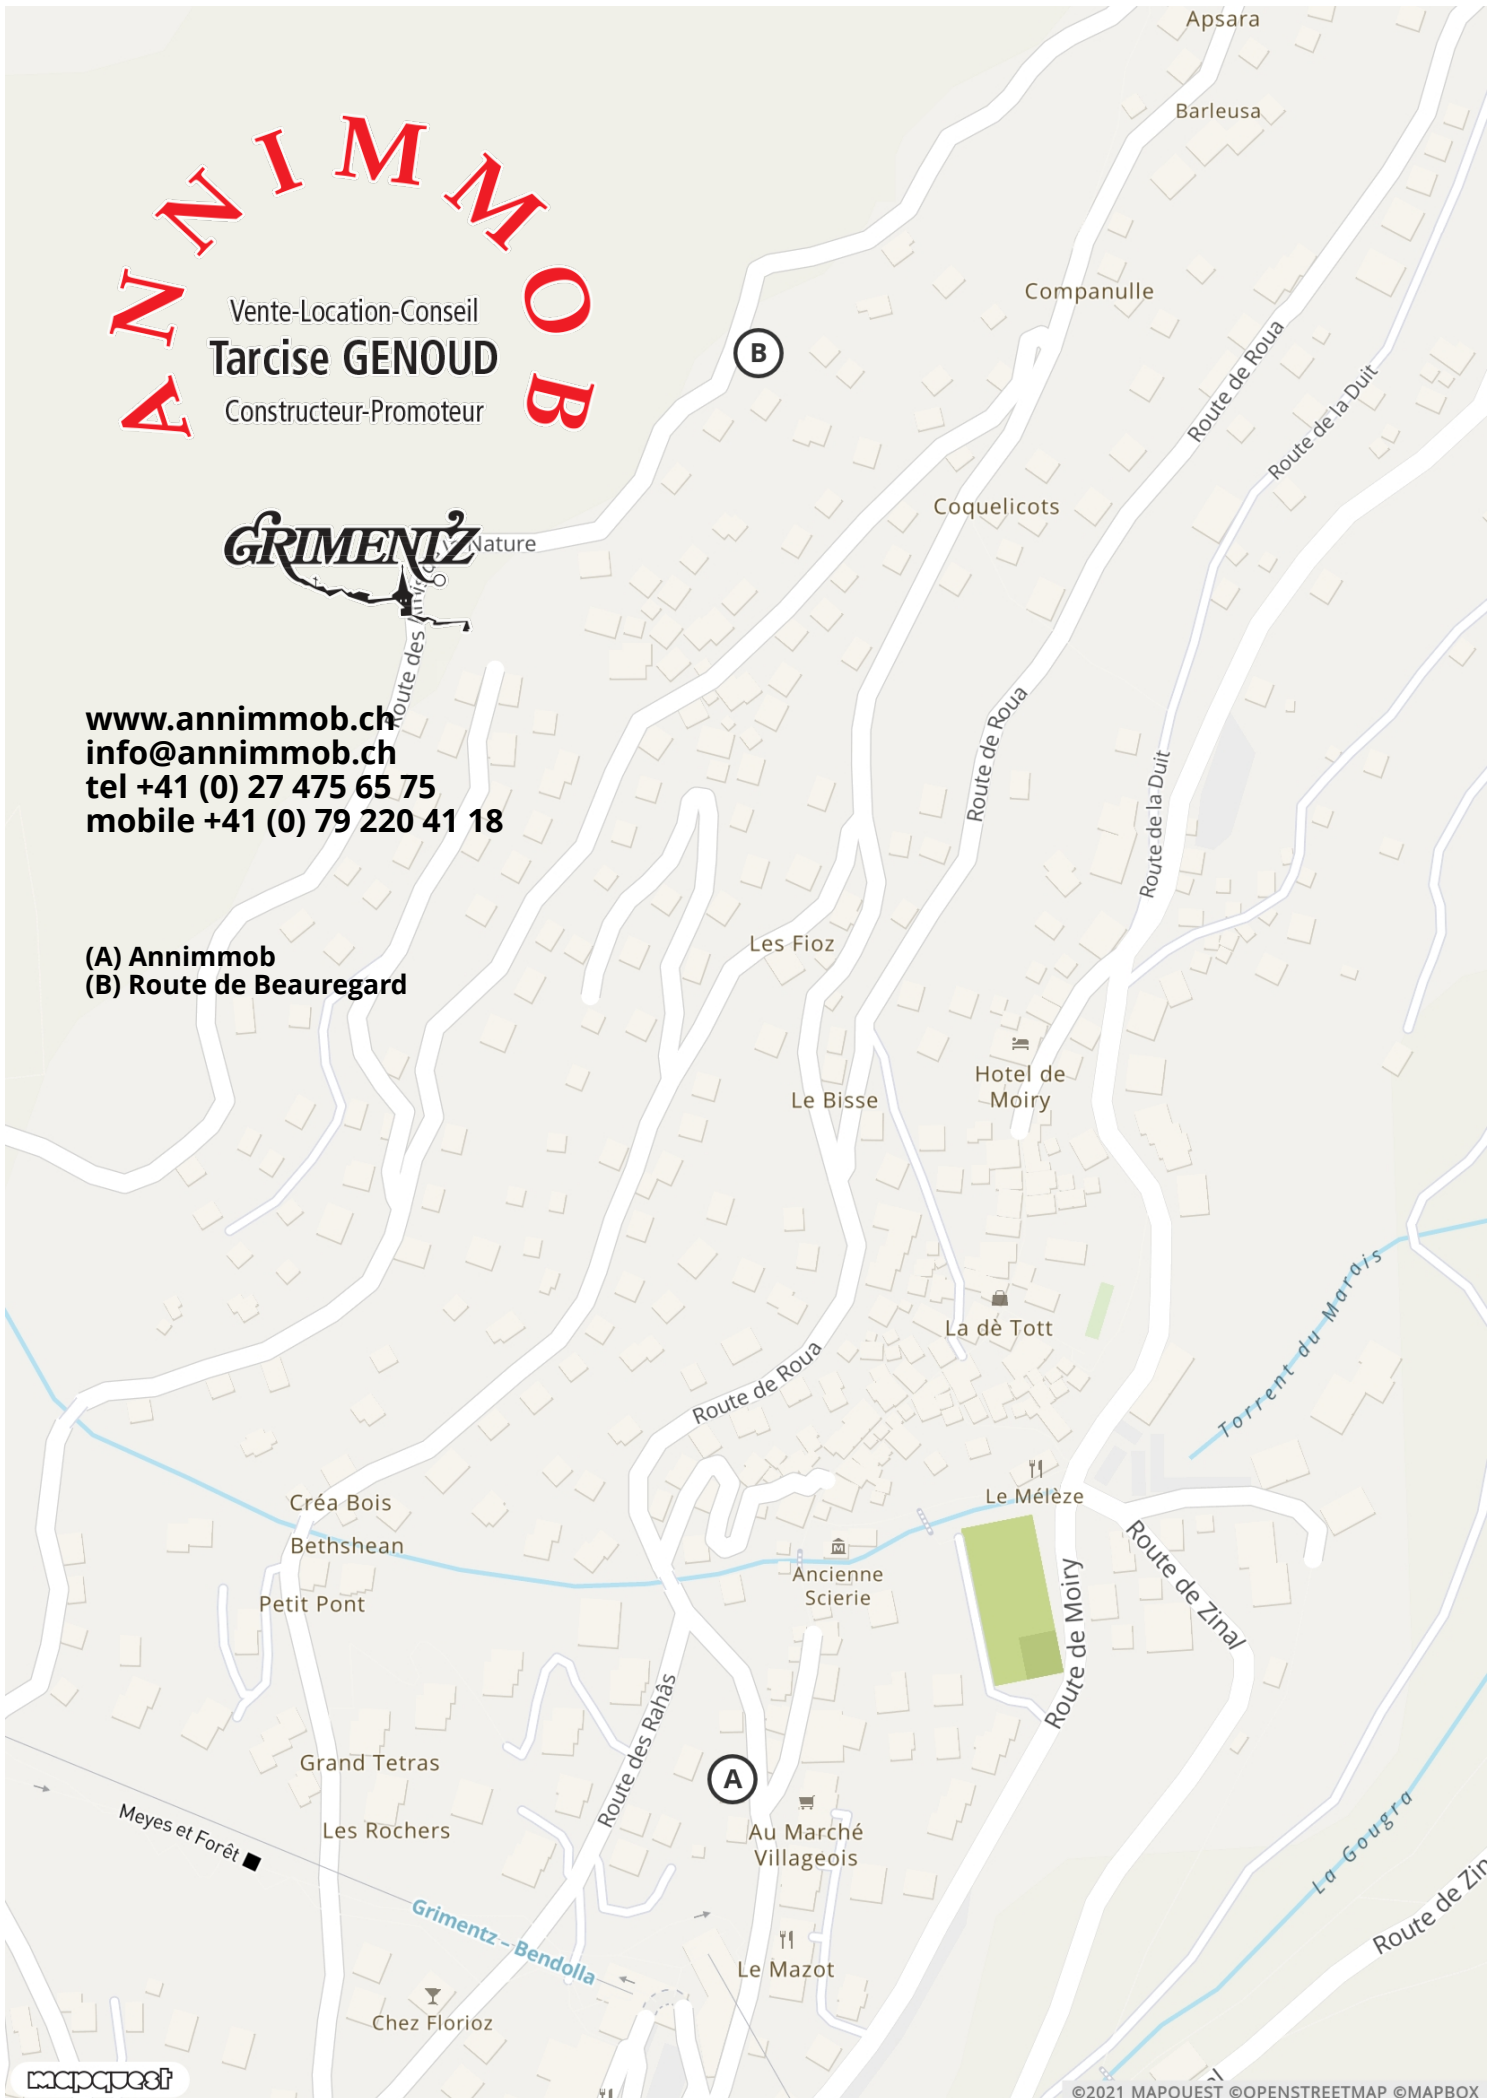 Apsara
Barleusa
ANNIMMOB
Vente-Location-Conseil
Tarcise GENOUD
Constructeur-Promoteur
Companulle
B
Route de Roua
Route de la Duit
Coquelicots
GRIMENTZ
Nature
Route des
www.annimmob.ch
info@annimmob.ch
tel +41 (0) 27 475 65 75
mobile +41 (0) 79 220 41 18
Route de Roua
Route de la Duit
(A) Annimmob
(B) Route de Beauregard
Les Fioz
Hotel de
Moiry
Le Bisse
La dè Tott
Torrent du Marais
Route de Roua
Le Mélèze
Créa Bois
Bethshean
Petit Pont
Ancienne
Scierie
Route de Moiry
Route de Zinal
Route des Rahâs
Grand Tetras
A
Meyes et Forêt
Les Rochers
Au Marché
Villageois
La Gougra
Grimentz – Bendolla
Route de Zin
Le Mazot
Chez Florioz
mapquest
©2021 MAPQUEST ©OPENSTREETMAP ©MAPBOX